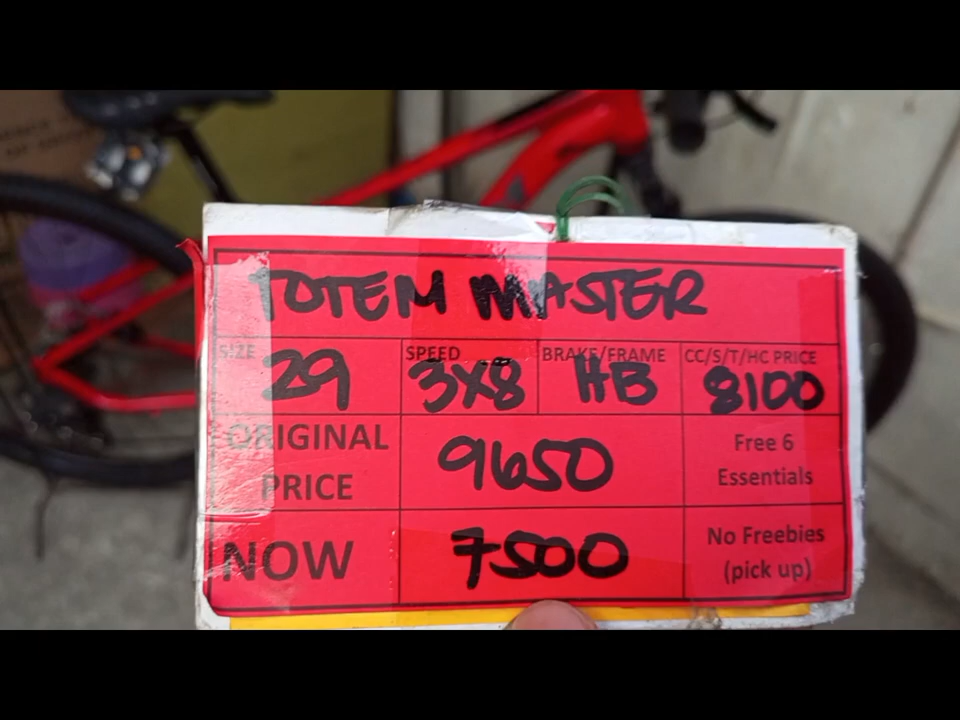 TOTEM MASTER
SIZE SPEED BRAKE/FRAME CC/S/T/HC PRICE
29 3X8 HB 8100
ORIGINAL PRICE 9650 Free 6 Essentials
NOW 7500 No Freebies (pick up)